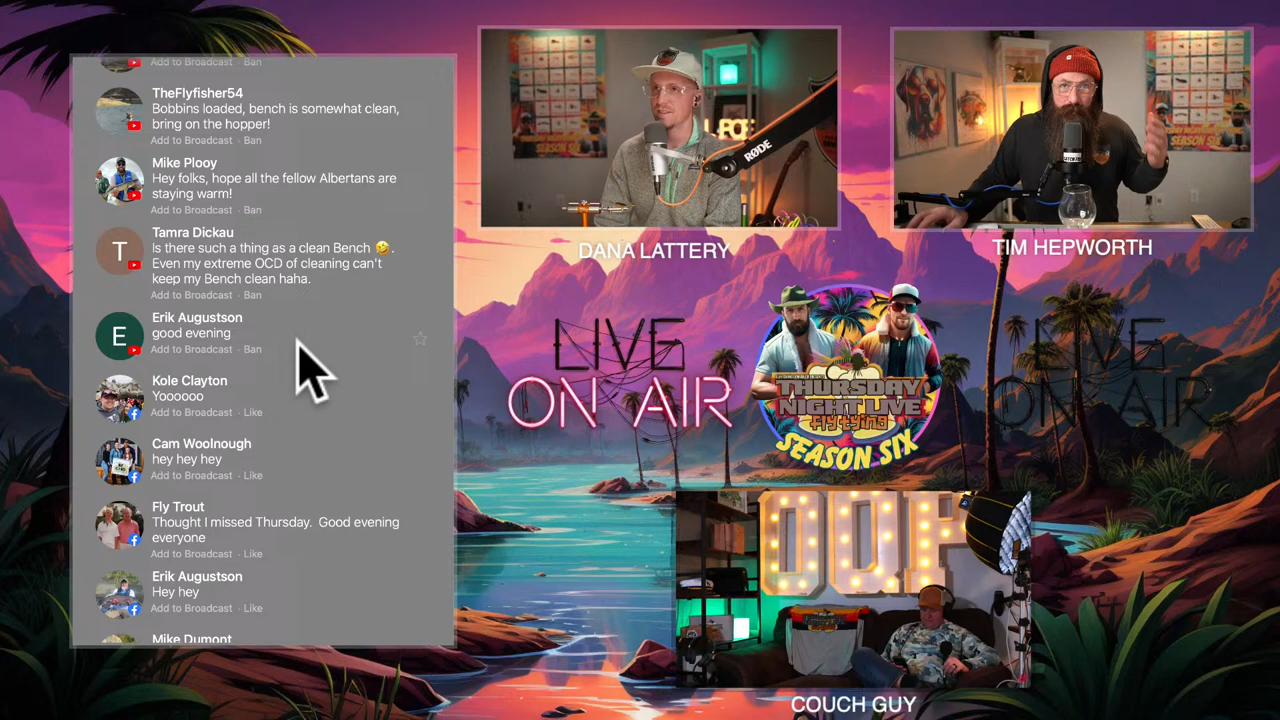 Add to Broadcast · Ban
TheFlyfisher54
Bobbins loaded, bench is somewhat clean,
bring on the hopper!
Add to Broadcast · Ban
Mike Plooy
Hey folks, hope all the fellow Albertans are
staying warm!
Add to Broadcast · Ban
T
Tamra Dickau
Is there such a thing as a clean Bench 🤣.
Even my extreme OCD of cleaning can't
keep my Bench clean haha.
Add to Broadcast · Ban
E
Erik Augustson
good evening
Add to Broadcast · Ban
Kole Clayton
Yoooooo
Add to Broadcast · Like
Cam Woolnough
hey hey hey
Add to Broadcast · Like
Fly Trout
Thought I missed Thursday.  Good evening
everyone
Add to Broadcast · Like
Erik Augustson
Hey hey
Add to Broadcast · Like
Mike Dumont
RØDE
DANA LATTERY
SEASON SIX
TIM HEPWORTH
LIVE
ON AIR
THURSDAY
NIGHT LIVE
fly tying
SEASON SIX
LIVE
ON AIR
COUCH GUY